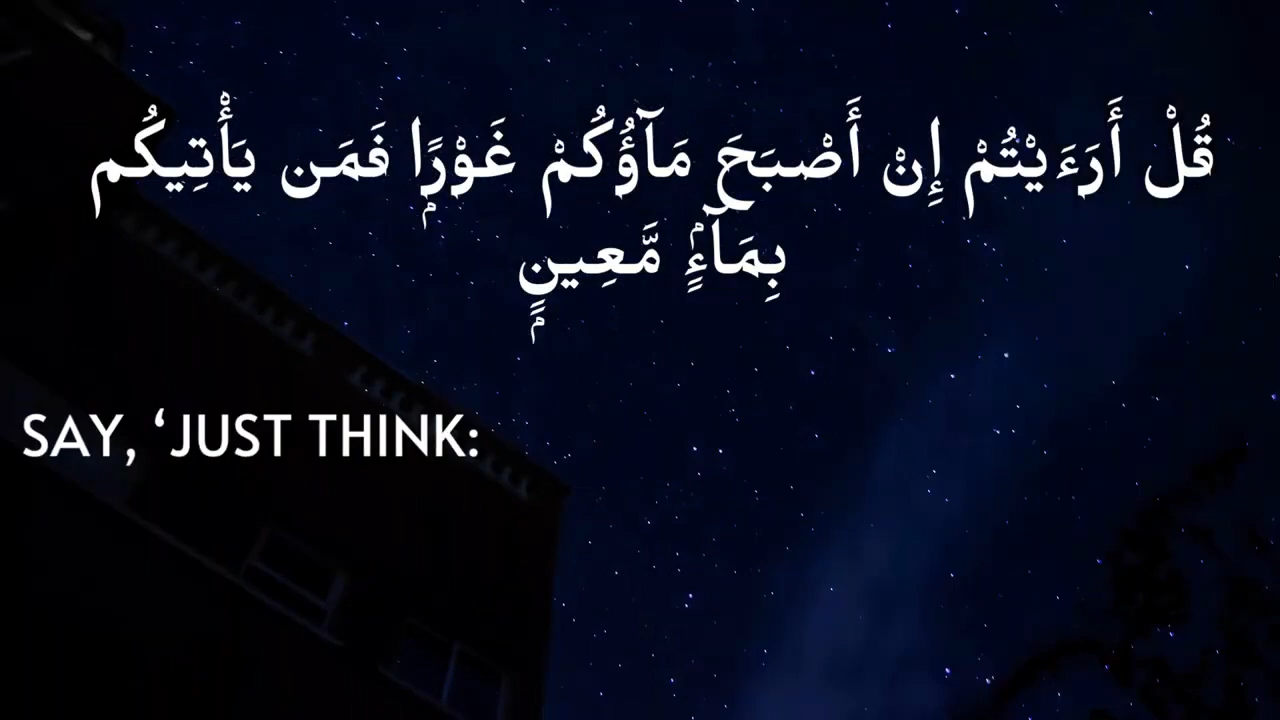 قُلْ أَرَءَيْتُمْ إِنْ أَصْبَحَ مَآؤُكُمْ غَوْرًۭا فَمَن يَأْتِيكُم
بِمَآءٍۢ مَّعِينٍۭ
SAY, ‘JUST THINK: